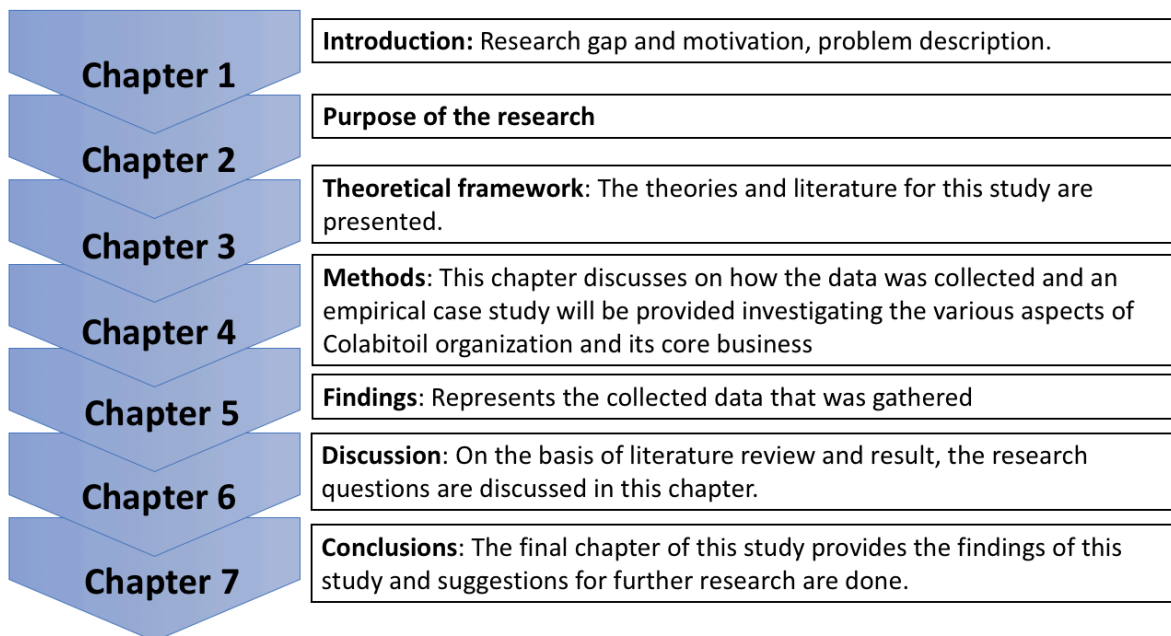 Chapter 1
Introduction: Research gap and motivation, problem description.
Chapter 2
Purpose of the research
Chapter 3
Theoretical framework: The theories and literature for this study are
presented.
Chapter 4
Methods: This chapter discusses on how the data was collected and an
empirical case study will be provided investigating the various aspects of
Colabitoil organization and its core business
Chapter 5
Findings: Represents the collected data that was gathered
Chapter 6
Discussion: On the basis of literature review and result, the research
questions are discussed in this chapter.
Chapter 7
Conclusions: The final chapter of this study provides the findings of this
study and suggestions for further research are done.